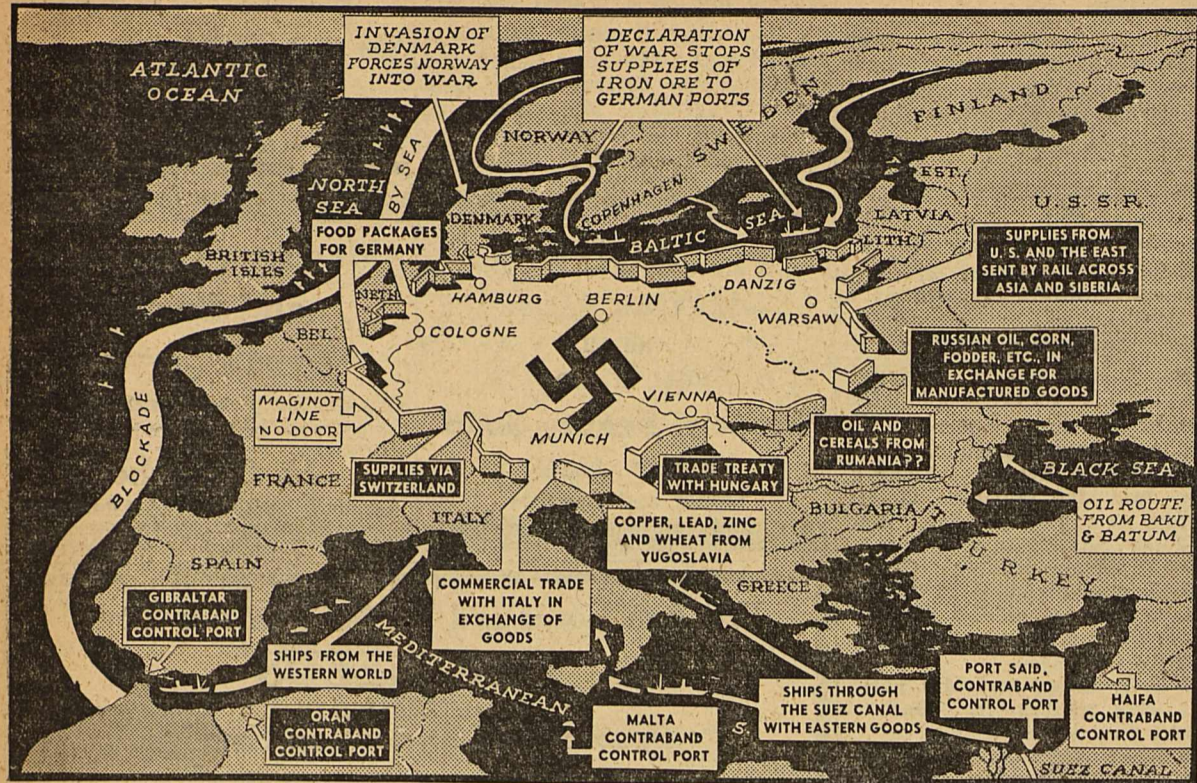 ATLANTIC
OCEAN
INVASION OF
DENMARK
FORCES NORWAY
INTO WAR
DECLARATION
OF WAR STOPS
SUPPLIES OF
IRON ORE TO
GERMAN PORTS
NORWAY
SWEDEN
FINLAND
NORTH
SEA
BY SEA
DENMARK
COPENHAGEN
BALTIC SEA
EST.
LATVIA
LITH.
U.S.S.R.
FOOD PACKAGES
FOR GERMANY
BRITISH
ISLES
SUPPLIES FROM
U. S. AND THE EAST
SENT BY RAIL ACROSS
ASIA AND SIBERIA
NETH.
HAMBURG
BERLIN
DANZIG
WARSAW
BEL.
COLOGNE
RUSSIAN OIL, CORN,
FODDER, ETC., IN
EXCHANGE FOR
MANUFACTURED GOODS
MAGINOT
LINE
NO DOOR
VIENNA
MUNICH
BLOCKADE
OIL AND
CEREALS FROM
RUMANIA??
FRANCE
SUPPLIES VIA
SWITZERLAND
TRADE TREATY
WITH HUNGARY
BLACK SEA
ITALY
COPPER, LEAD, ZINC
AND WHEAT FROM
YUGOSLAVIA
BULGARIA
OIL ROUTE
FROM BAKU
& BATUM
SPAIN
TURKEY
GREECE
GIBRALTAR
CONTRABAND
CONTROL PORT
COMMERCIAL TRADE
WITH ITALY IN
EXCHANGE OF
GOODS
MEDITERRANEAN S.
SHIPS FROM THE
WESTERN WORLD
ORAN
CONTRABAND
CONTROL PORT
MALTA
CONTRABAND
CONTROL PORT
SHIPS THROUGH
THE SUEZ CANAL
WITH EASTERN GOODS
PORT SAID,
CONTRABAND
CONTROL PORT
HAIFA
CONTRABAND
CONTROL PORT
SUEZ CANAL